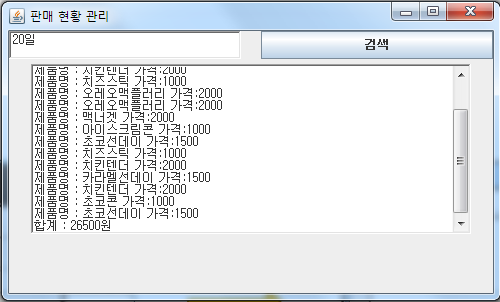 판매 현황 관리
20일
검색
제품명 : 치킨텐더 가격:2000
제품명 : 치즈스틱 가격:1000
제품명 : 오레오맥플러리 가격:2000
제품명 : 오레오맥플러리 가격:2000
제품명 : 맥너겟 가격:2000
제품명 : 아이스크림콘 가격:1000
제품명 : 초코선데이 가격:1500
제품명 : 치즈스틱 가격:1000
제품명 : 치킨텐더 가격:2000
제품명 : 카라멜선데이 가격:1500
제품명 : 치킨텐더 가격:2000
제품명 : 초코콘 가격:1000
제품명 : 초코선데이 가격:1500
합계 : 26500원